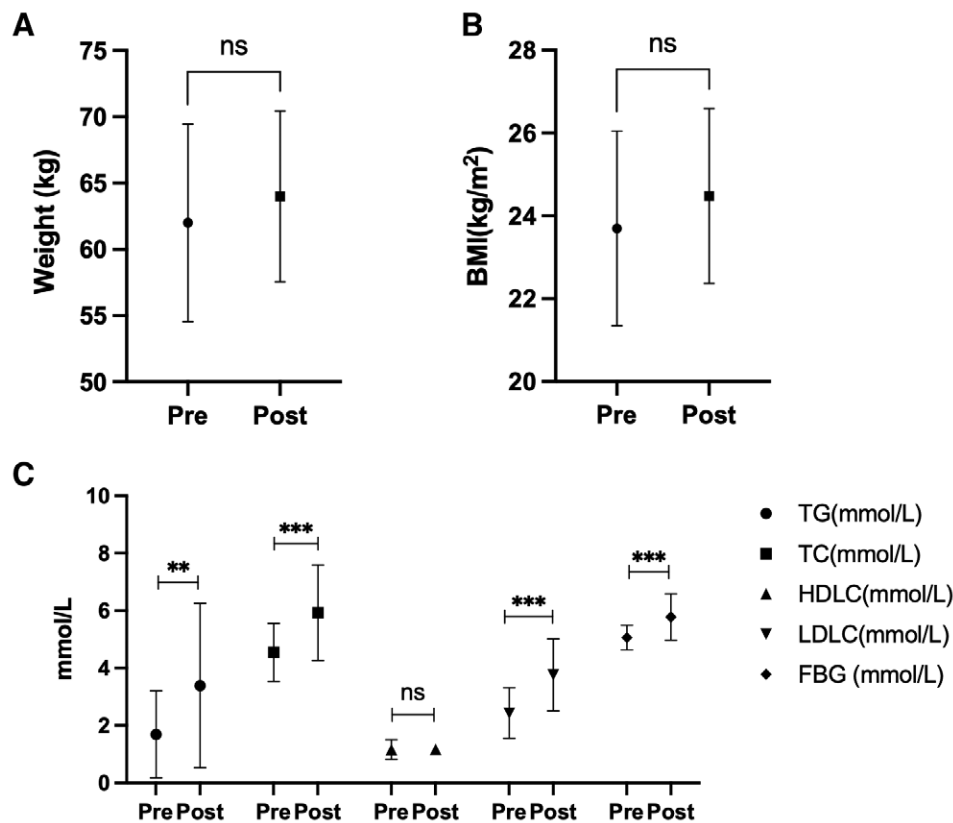 A
ns
75
70
65
60
55
50
Weight (kg)
Pre Post
B
ns
28
26
24
22
20
BMI(kg/m²)
Pre Post
C
10
8
6
4
2
0
mmol/L
**
***
ns
***
***
Pre Post Pre Post Pre Post Pre Post Pre Post
TG(mmol/L)
TC(mmol/L)
HDLC(mmol/L)
LDLC(mmol/L)
FBG (mmol/L)